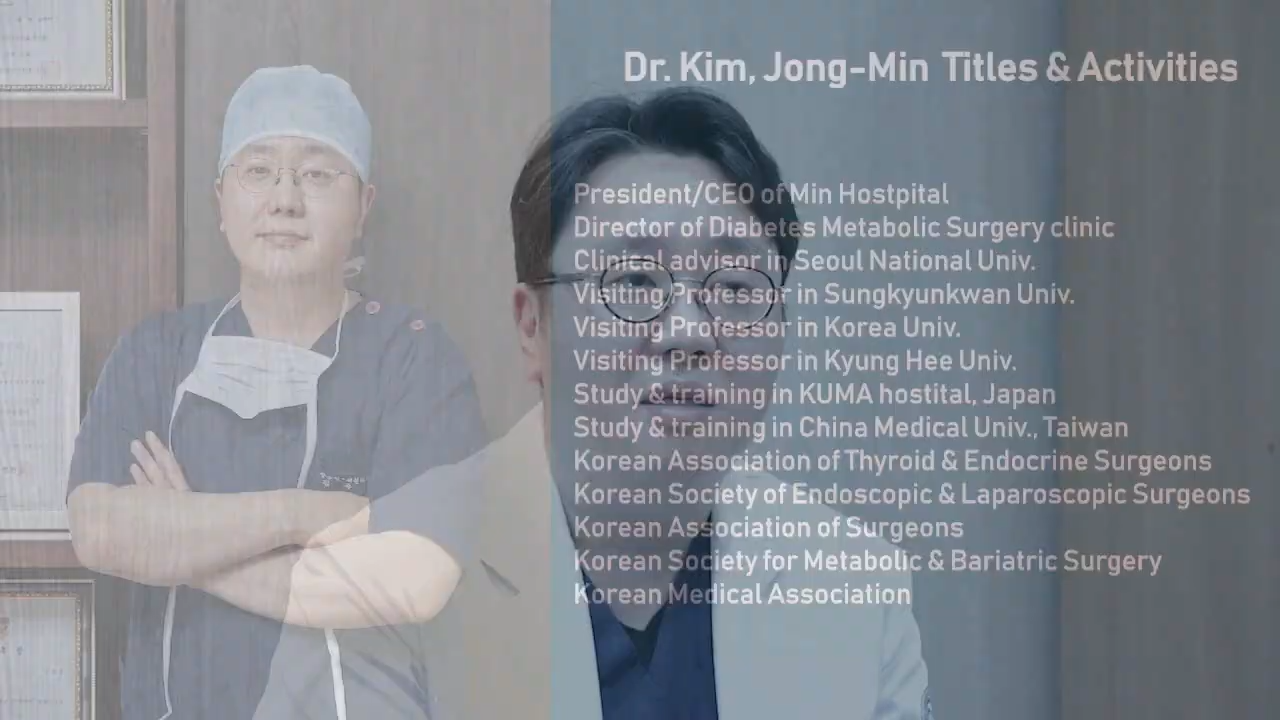 Dr. Kim, Jong-Min Titles & Activities
President/CEO of Min Hostpital
Director of Diabetes Metabolic Surgery clinic
Clinical advisor in Seoul National Univ.
Visiting Professor in Sungkyunkwan Univ.
Visiting Professor in Korea Univ.
Visiting Professor in Kyung Hee Univ.
Study & training in KUMA hostital, Japan
Study & training in China Medical Univ., Taiwan
Korean Association of Thyroid & Endocrine Surgeons
Korean Society of Endoscopic & Laparoscopic Surgeons
Korean Association of Surgeons
Korean Society for Metabolic & Bariatric Surgery
Korean Medical Association